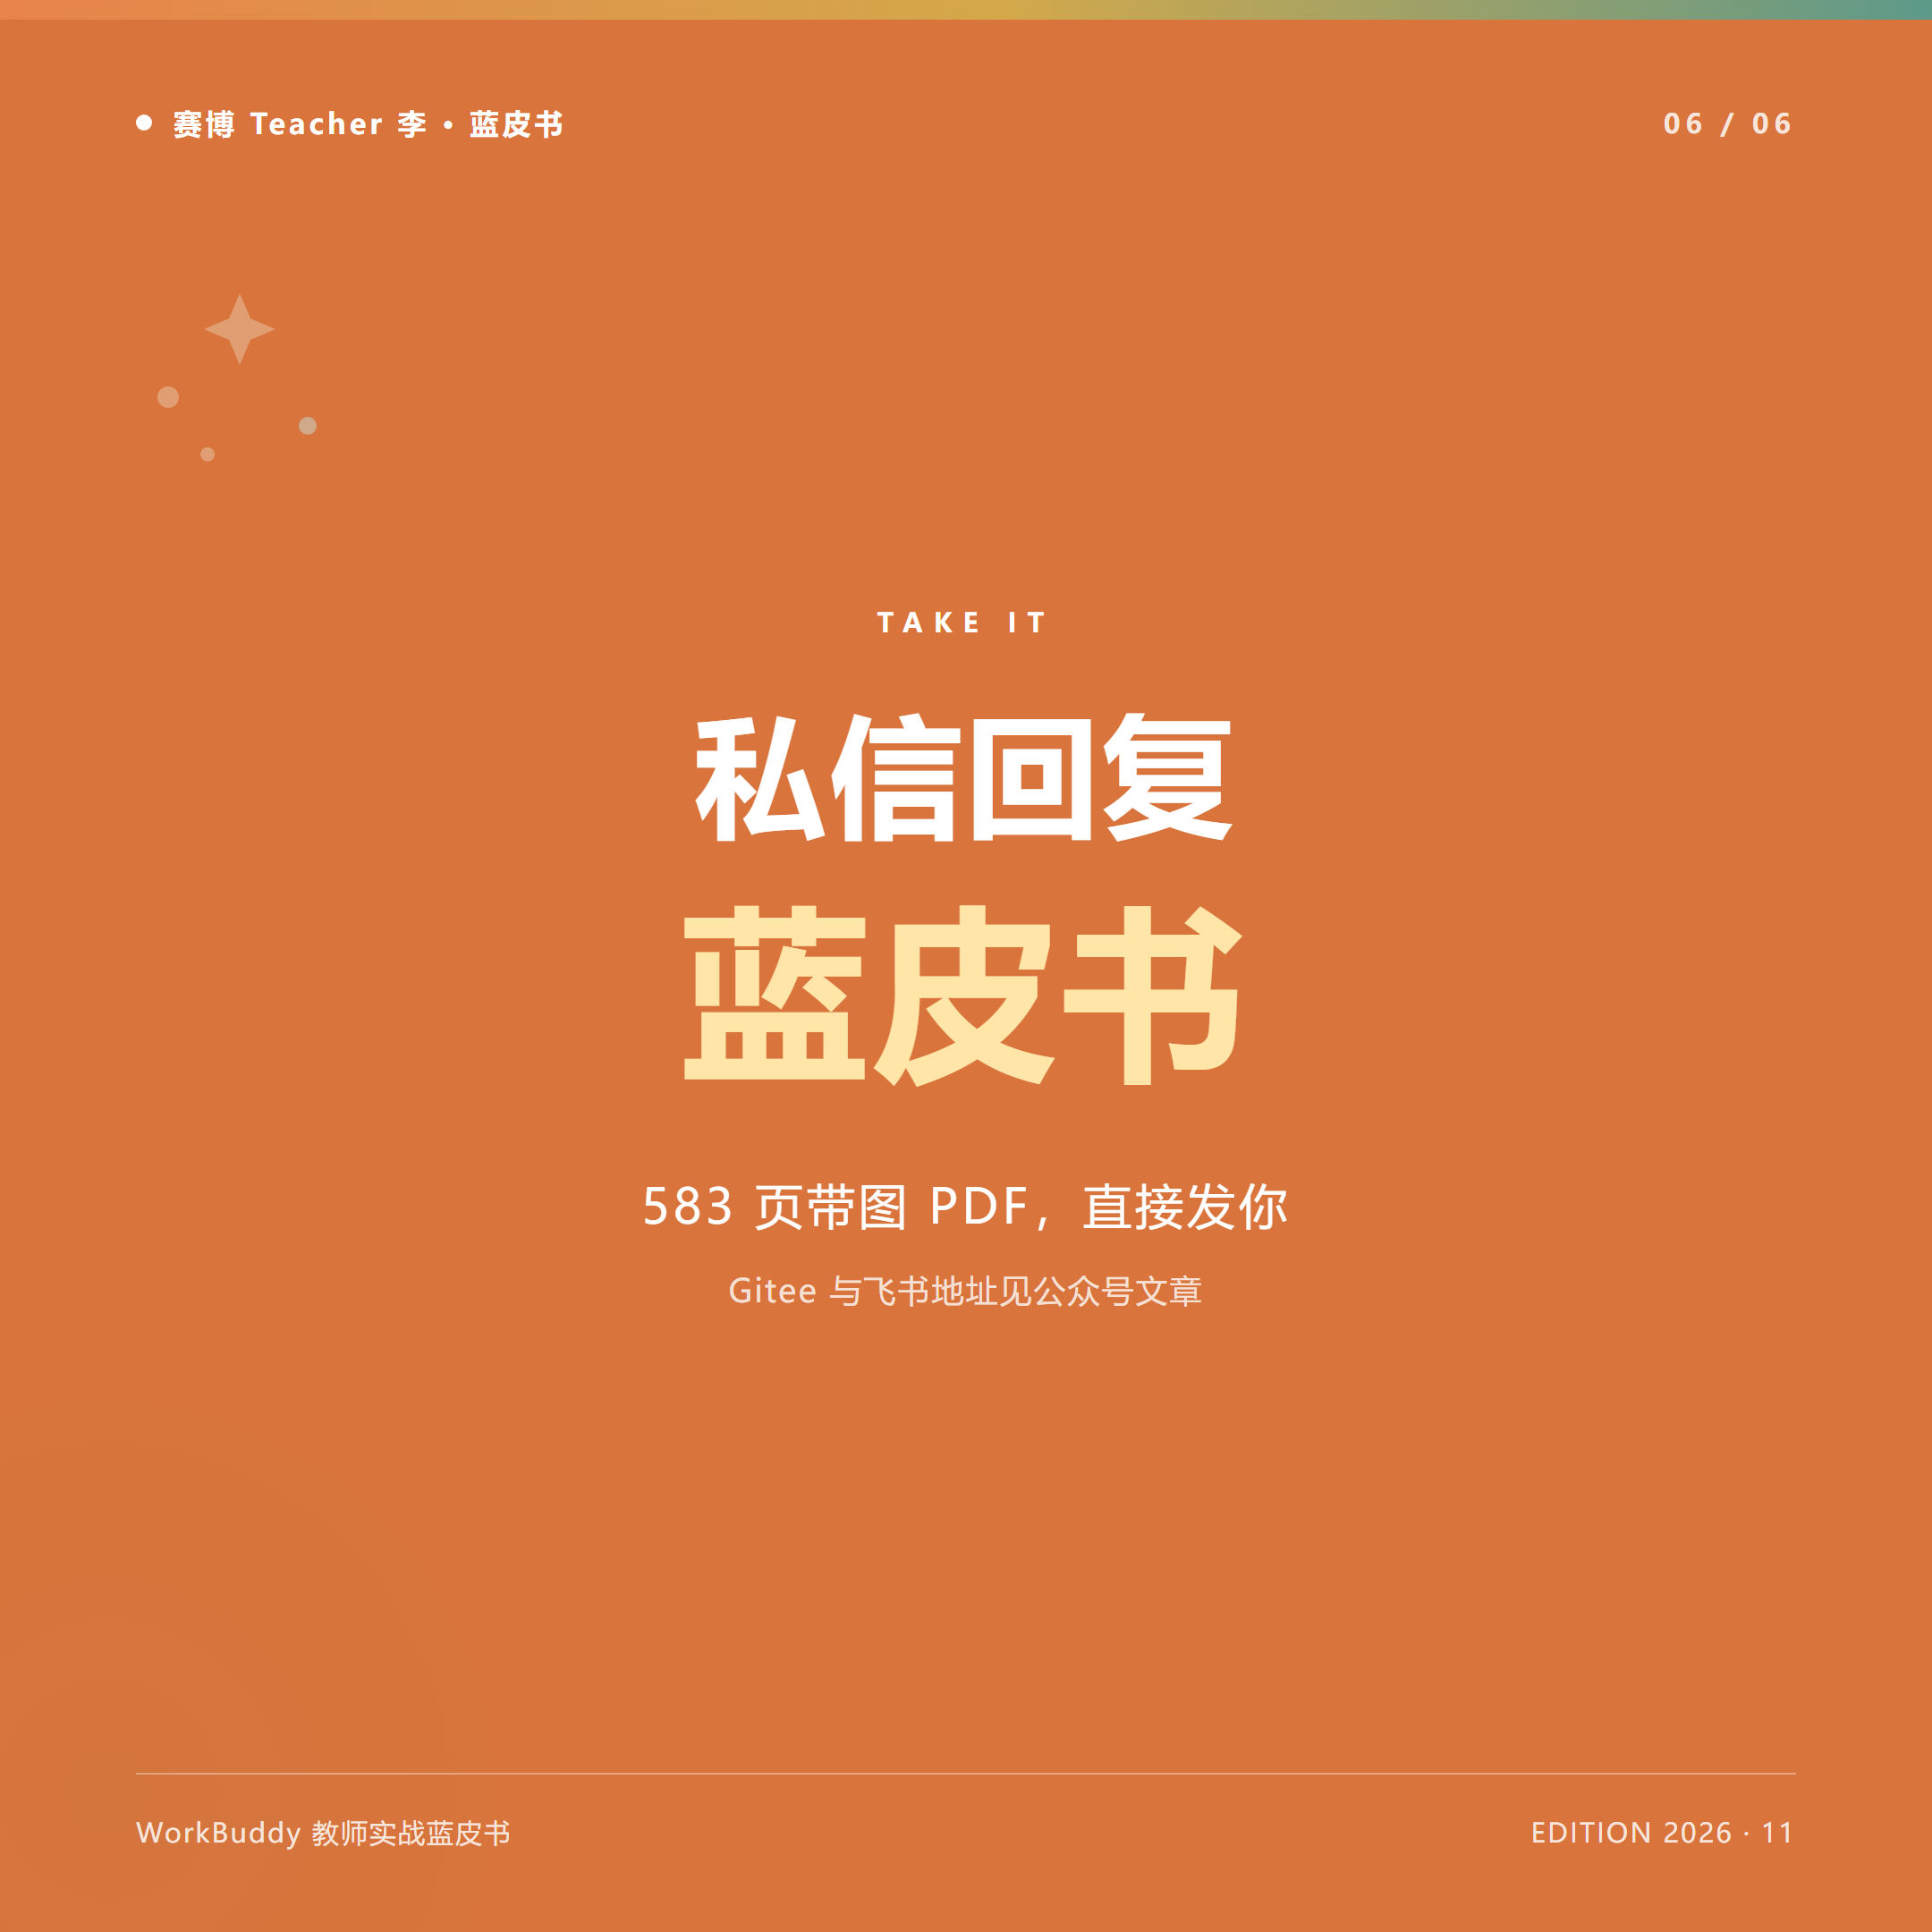 赛博 Teacher 李 · 蓝皮书
06 / 06
TAKE IT
私信回复
蓝皮书
583 页带图 PDF，直接发你
Gitee 与飞书地址见公众号文章
WorkBuddy 教师实战蓝皮书
EDITION 2026 · 11